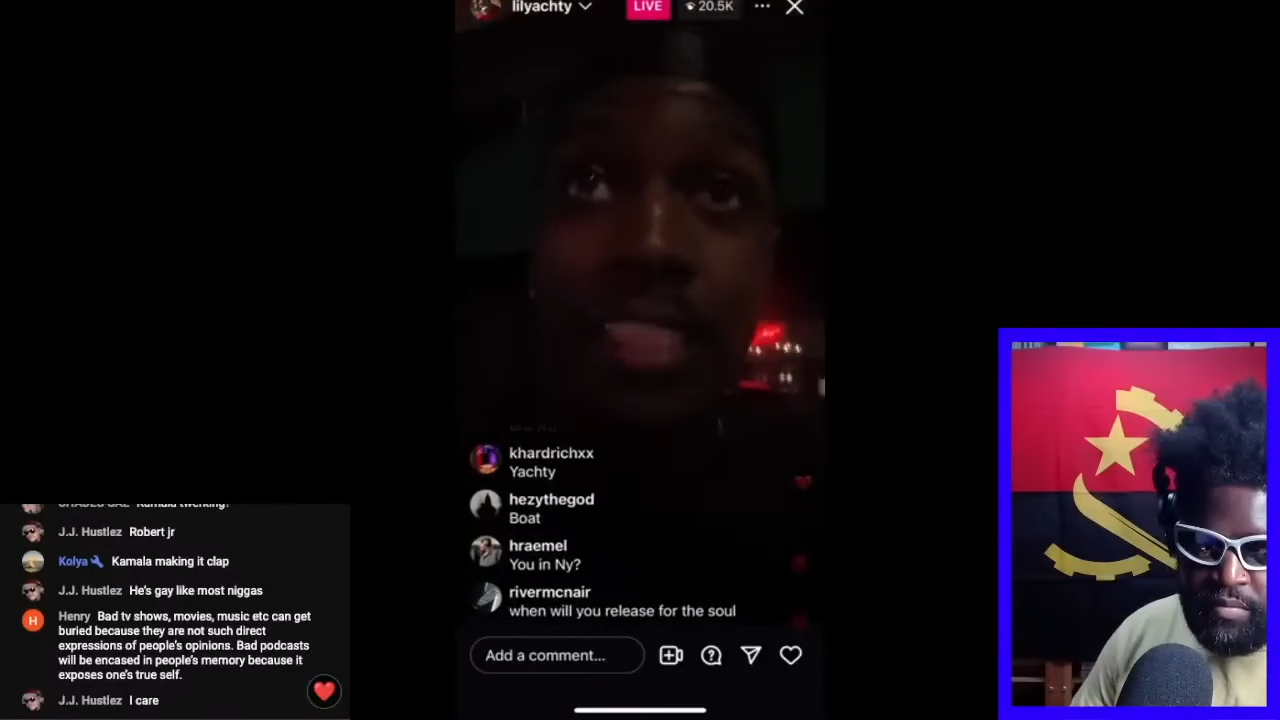 lilyachty
LIVE
20.5K
khardrichxx
Yachty
hezythegod
Boat
hraemel
You in Ny?
rivermcnair
when will you release for the soul
Add a comment...
J.J. Hustlez Robert jr
Kolya Kamala making it clap
J.J. Hustlez He's gay like most niggas
H
Henry Bad tv shows, movies, music etc can get
buried because they are not such direct
expressions of people's opinions. Bad podcasts
will be encased in people's memory because it
exposes one's true self.
J.J. Hustlez I care